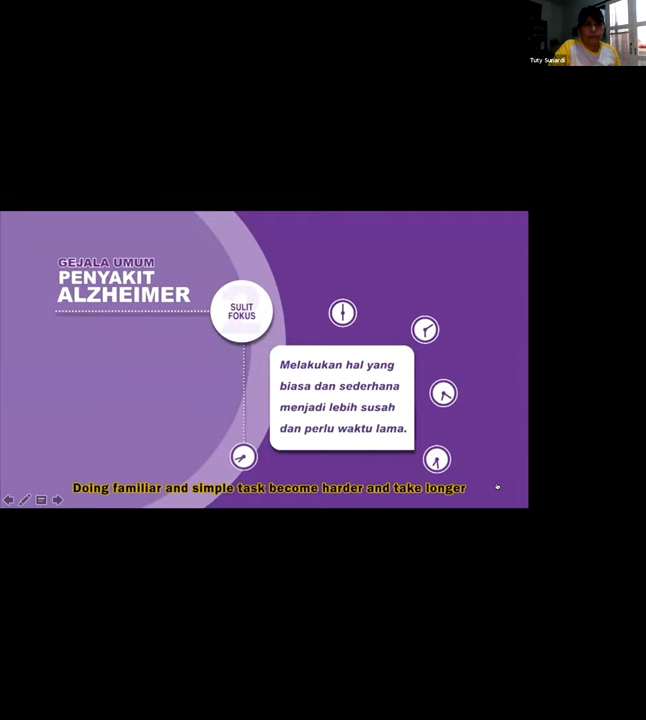 Tuty Sunardi
GEJALA UMUM
PENYAKIT
ALZHEIMER
2
SULIT
FOKUS
Melakukan hal yang
biasa dan sederhana
menjadi lebih susah
dan perlu waktu lama.
Doing familiar and simple task become harder and take longer